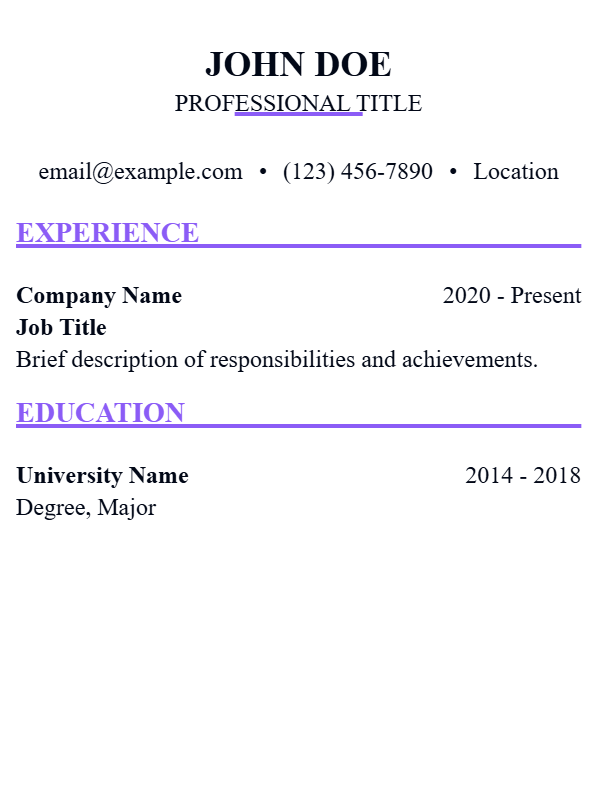 JOHN DOE
PROFESSIONAL TITLE
email@example.com • (123) 456-7890 • Location
EXPERIENCE
Company Name 2020 - Present
Job Title
Brief description of responsibilities and achievements.
EDUCATION
University Name 2014 - 2018
Degree, Major